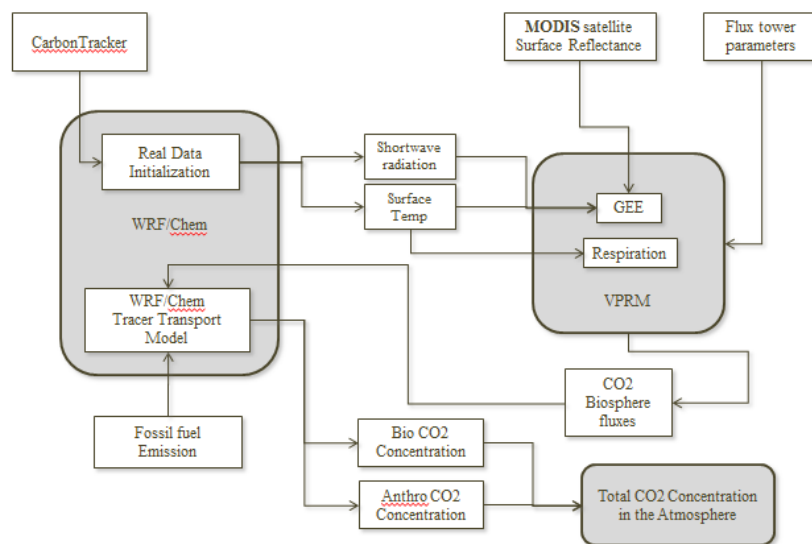 CarbonTracker
MODIS satellite
Surface Reflectance
Flux tower
parameters
Real Data
Initialization
WRF/Chem
Shortwave
radiation
Surface
Temp
GEE
Respiration
VPRM
WRF/Chem
Tracer Transport
Model
CO2
Biosphere
fluxes
Fossil fuel
Emission
Bio CO2
Concentration
Anthro CO2
Concentration
Total CO2 Concentration
in the Atmosphere